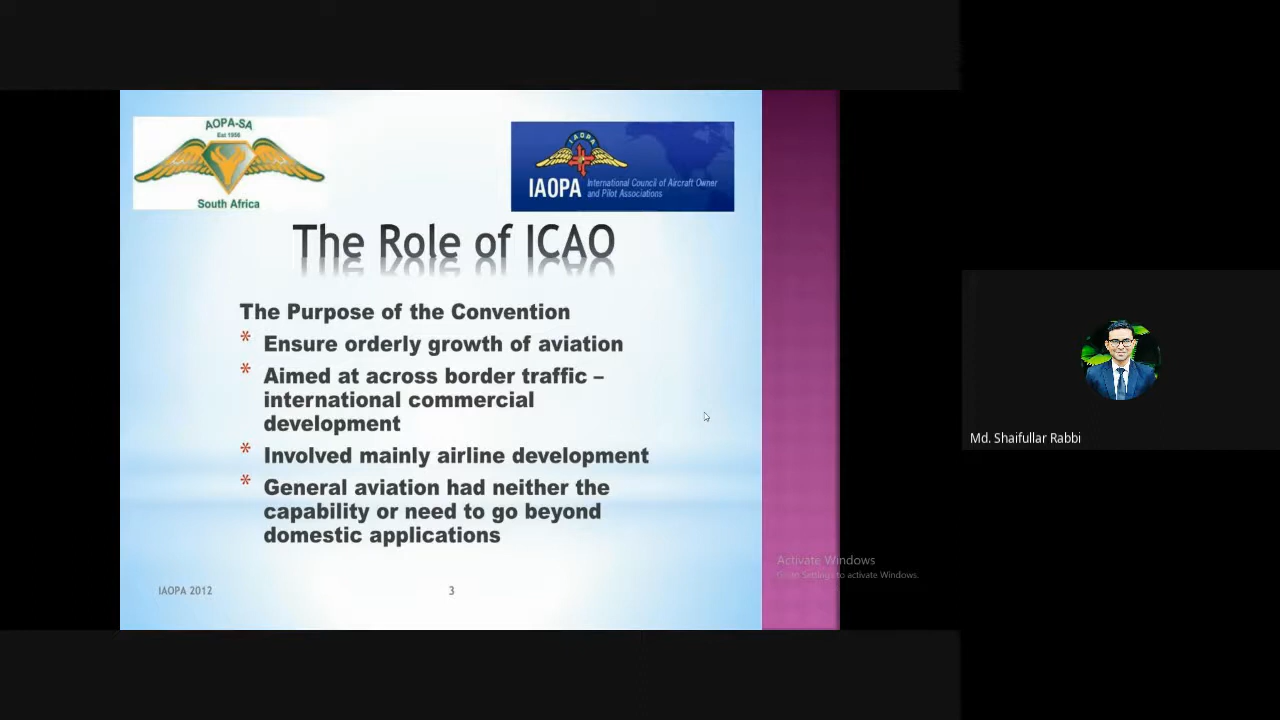 AOPA-SA
Est 1956
South Africa
IAOPA
IAOPA
International Council of Aircraft Owner
and Pilot Associations
The Role of ICAO
The Purpose of the Convention
* Ensure orderly growth of aviation
* Aimed at across border traffic –
international commercial
development
* Involved mainly airline development
* General aviation had neither the
capability or need to go beyond
domestic applications
IAOPA 2012
3
Activate Windows
Go to Settings to activate Windows.
Md. Shaifullar Rabbi